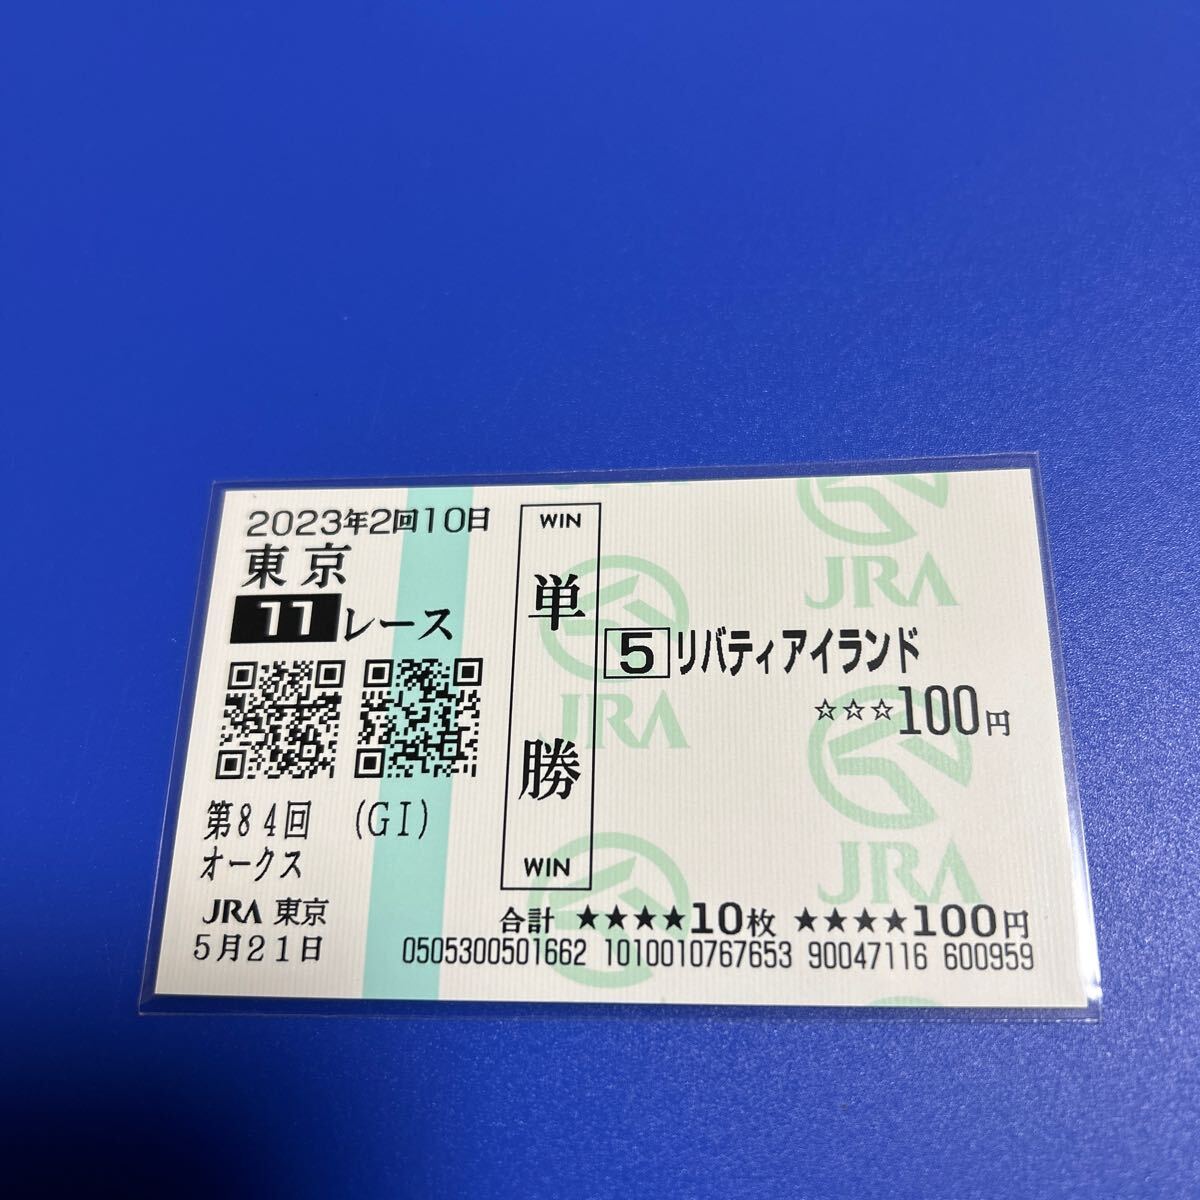 2023年2回10日
東京
11レース
第84回 (GI)
オークス
JRA 東京
5月21日
WIN
単勝
WIN
5 リバティアイランド
☆☆☆100円
合計 ★★★★10枚 ★★★★100円
0505300501662 1010010767653 90047116 600959
JRA
JRA
JRA